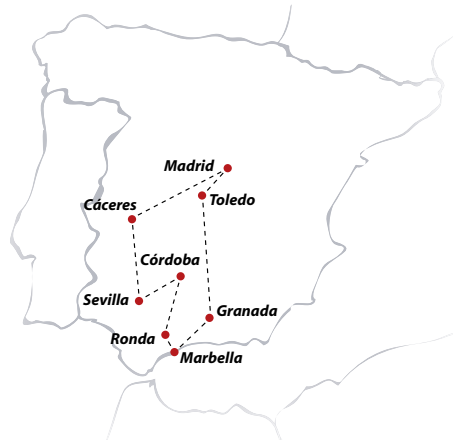 Madrid
Toledo
Cáceres
Córdoba
Sevilla
Granada
Ronda
Marbella